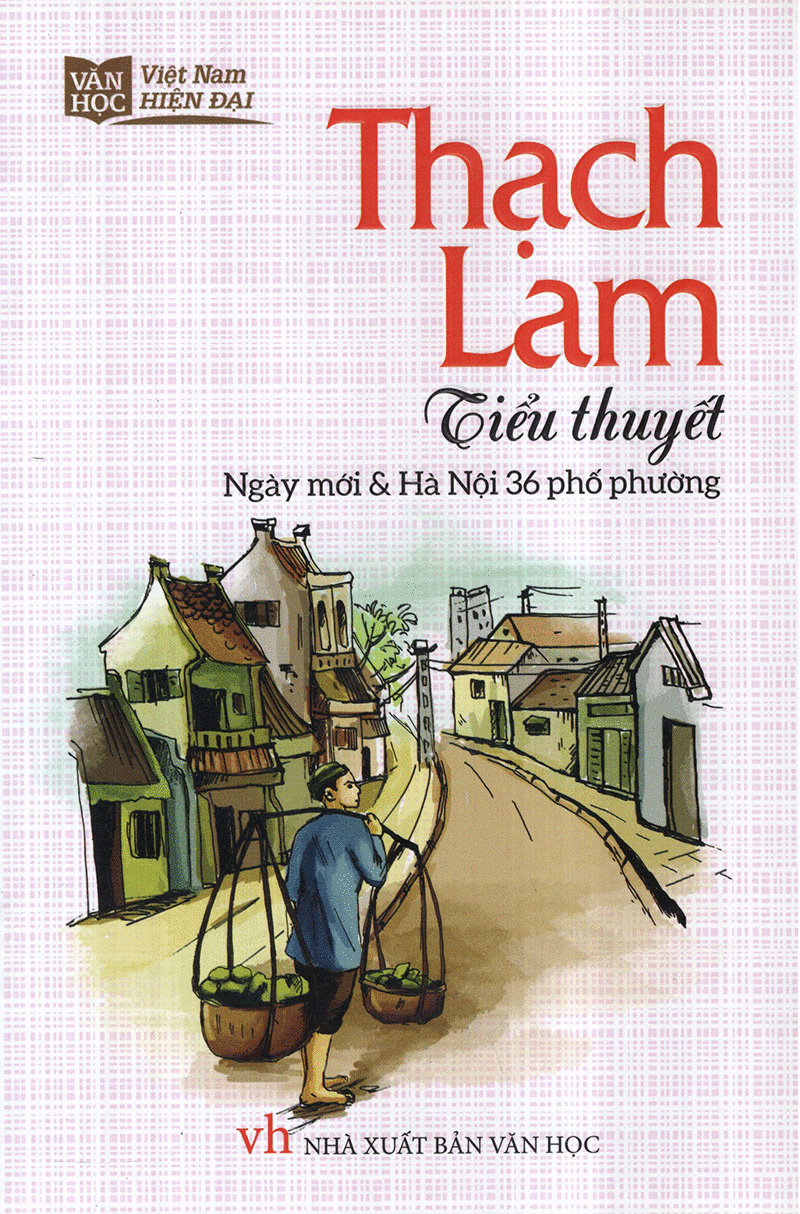 VĂN HỌC
Việt Nam
HIỆN ĐẠI
Thạch
Lam
Tiểu thuyết
Ngày mới & Hà Nội 36 phố phường
vh NHÀ XUẤT BẢN VĂN HỌC